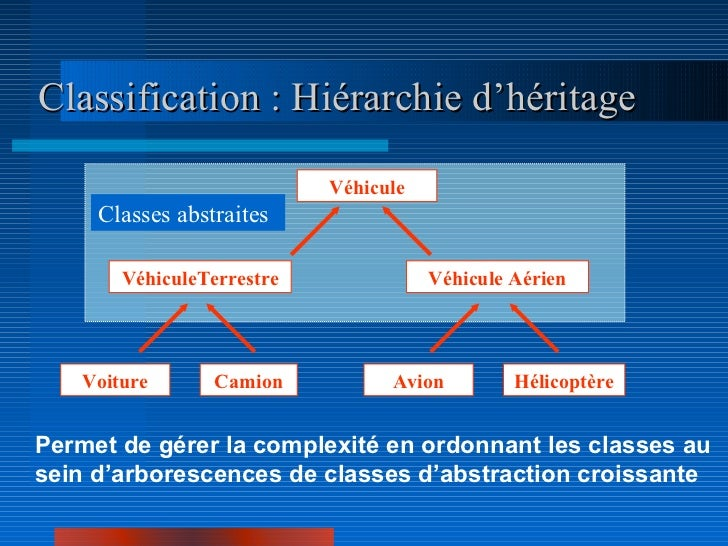 Classification : Hiérarchie d’héritage
Véhicule
Classes abstraites
VéhiculeTerrestre
Véhicule Aérien
Voiture
Camion
Avion
Hélicoptère
Permet de gérer la complexité en ordonnant les classes au
sein d’arborescences de classes d’abstraction croissante